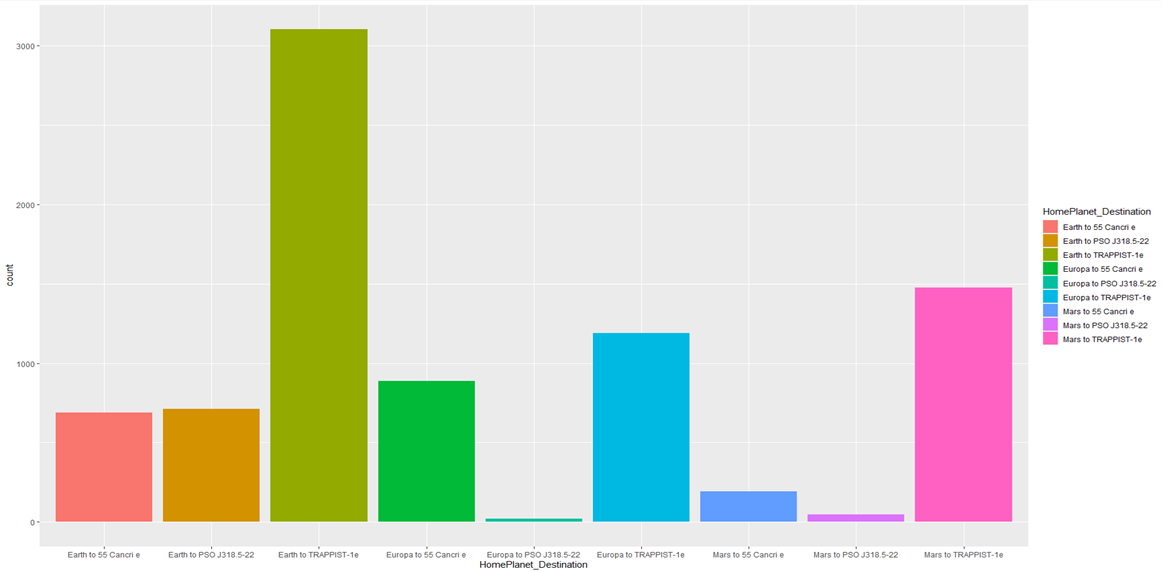 3000
2000
1000
0
count
Earth to 55 Cancri e
Earth to PSO J318.5-22
Earth to TRAPPIST-1e
Europa to 55 Cancri e
Europa to PSO J318.5-22
Europa to TRAPPIST-1e
Mars to 55 Cancri e
Mars to PSO J318.5-22
Mars to TRAPPIST-1e
HomePlanet_Destination
HomePlanet_Destination
Earth to 55 Cancri e
Earth to PSO J318.5-22
Earth to TRAPPIST-1e
Europa to 55 Cancri e
Europa to PSO J318.5-22
Europa to TRAPPIST-1e
Mars to 55 Cancri e
Mars to PSO J318.5-22
Mars to TRAPPIST-1e